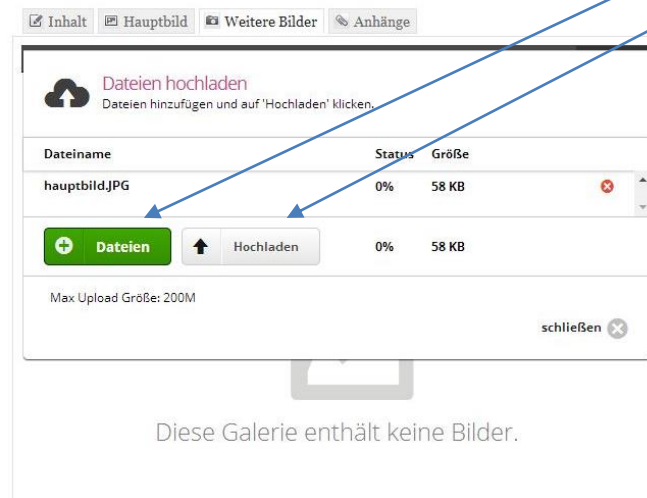 Inhalt Hauptbild Weitere Bilder Anhänge
Dateien hochladen
Dateien hinzufügen und auf 'Hochladen' klicken.
Dateiname Status Größe
hauptbild.JPG 0% 58 KB
Dateien Hochladen 0% 58 KB
Max Upload Größe: 200M
schließen
Diese Galerie enthält keine Bilder.